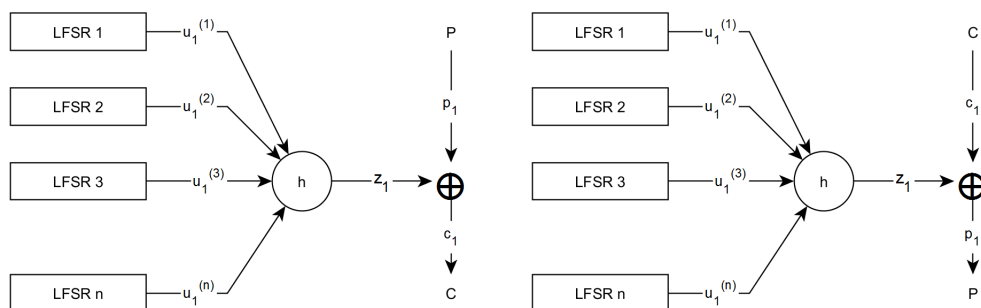 LFSR 1
u₁⁽¹⁾
LFSR 2
u₁⁽²⁾
LFSR 3
u₁⁽³⁾
LFSR n
u₁⁽ⁿ⁾
h
z₁
P
p₁
c₁
C
LFSR 1
u₁⁽¹⁾
LFSR 2
u₁⁽²⁾
LFSR 3
u₁⁽³⁾
LFSR n
u₁⁽ⁿ⁾
h
z₁
C
c₁
p₁
P